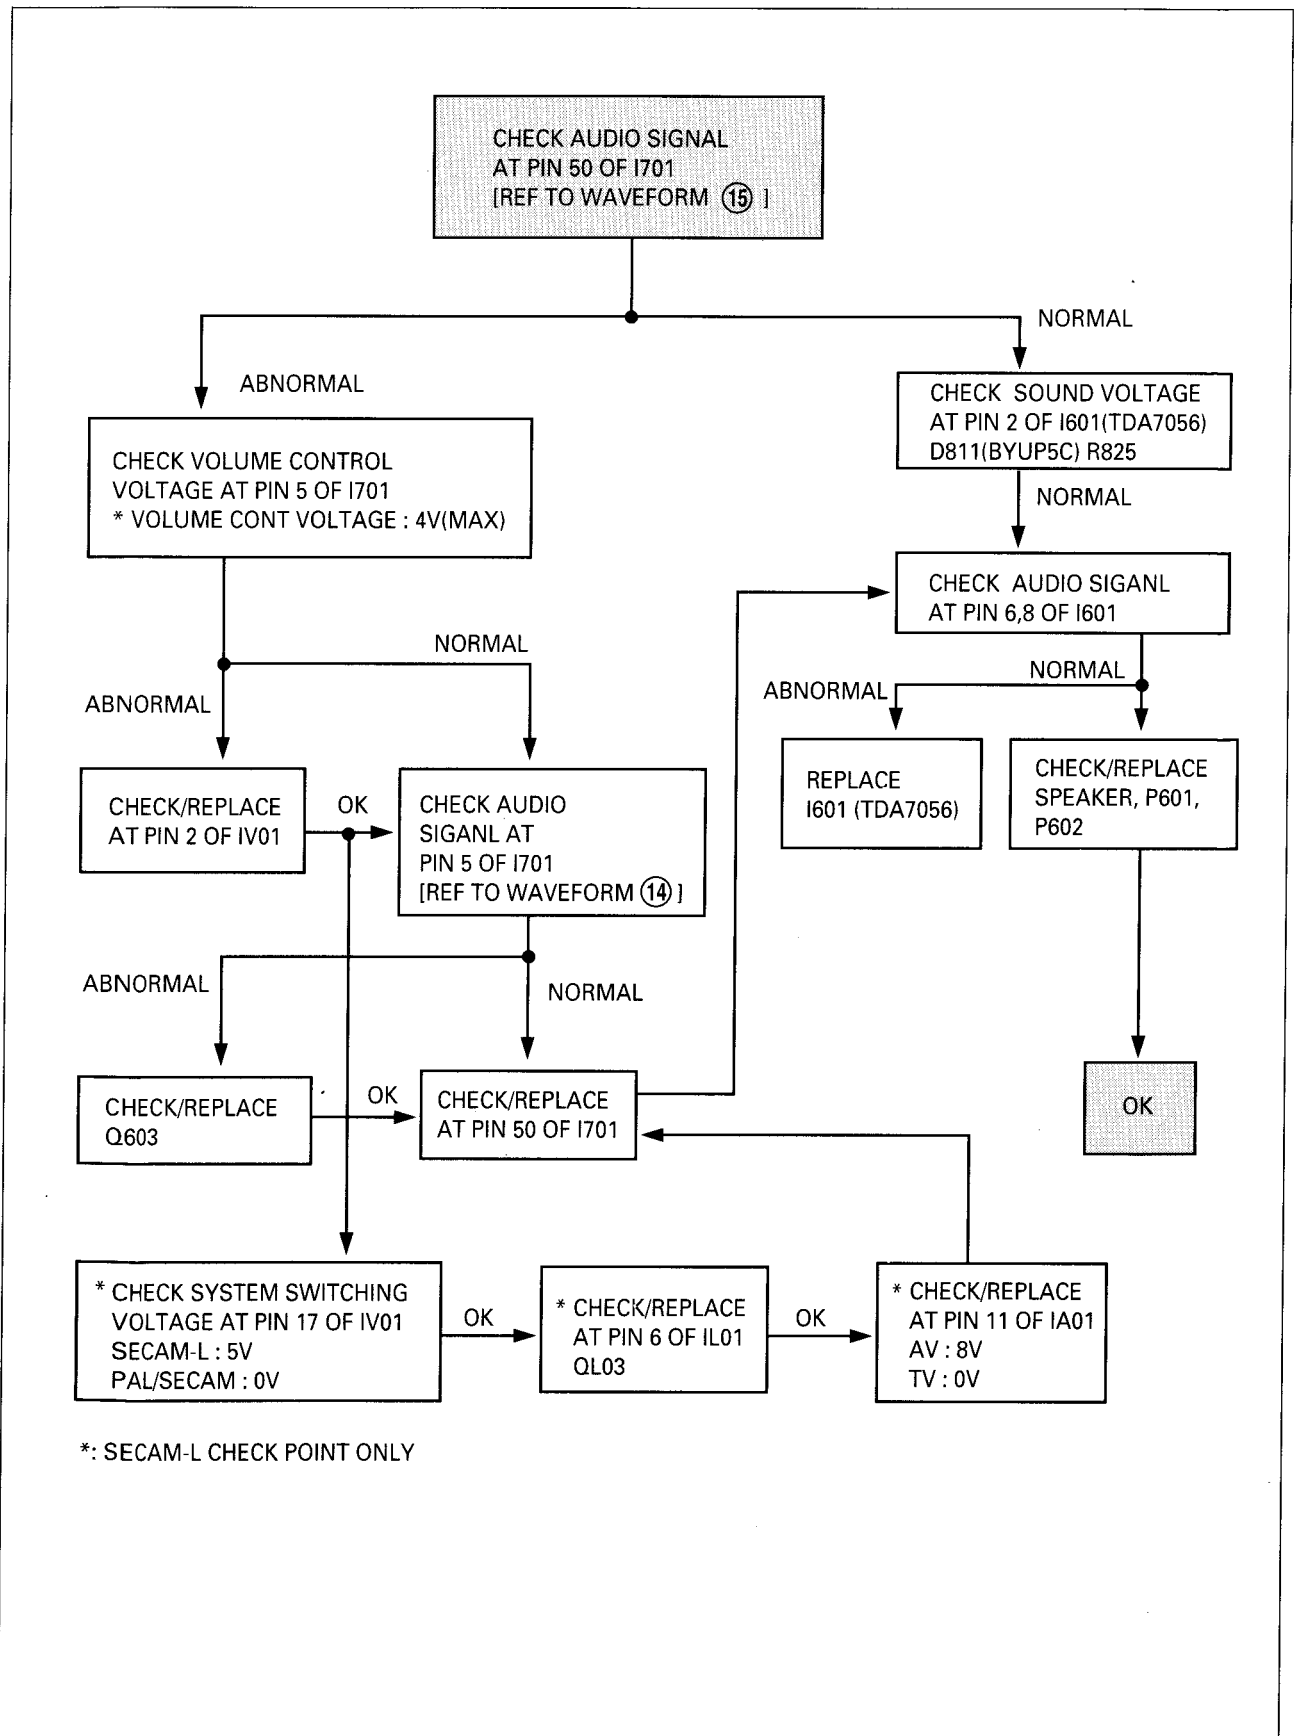 CHECK AUDIO SIGNAL
AT PIN 50 OF I701
[REF TO WAVEFORM ⑮ ]
NORMAL
ABNORMAL
CHECK SOUND VOLTAGE
AT PIN 2 OF I601(TDA7056)
D811(BYUP5C) R825
CHECK VOLUME CONTROL
VOLTAGE AT PIN 5 OF I701
* VOLUME CONT VOLTAGE : 4V(MAX)
NORMAL
CHECK AUDIO SIGANL
AT PIN 6,8 OF I601
NORMAL
ABNORMAL
NORMAL
ABNORMAL
CHECK/REPLACE
AT PIN 2 OF IV01
OK
CHECK AUDIO
SIGANL AT
PIN 5 OF I701
[REF TO WAVEFORM ⑭ ]
REPLACE
I601 (TDA7056)
CHECK/REPLACE
SPEAKER, P601,
P602
ABNORMAL
NORMAL
CHECK/REPLACE
Q603
OK
CHECK/REPLACE
AT PIN 50 OF I701
OK
* CHECK SYSTEM SWITCHING
VOLTAGE AT PIN 17 OF IV01
SECAM-L : 5V
PAL/SECAM : 0V
OK
* CHECK/REPLACE
AT PIN 6 OF IL01
QL03
OK
* CHECK/REPLACE
AT PIN 11 OF IA01
AV : 8V
TV : 0V
*: SECAM-L CHECK POINT ONLY